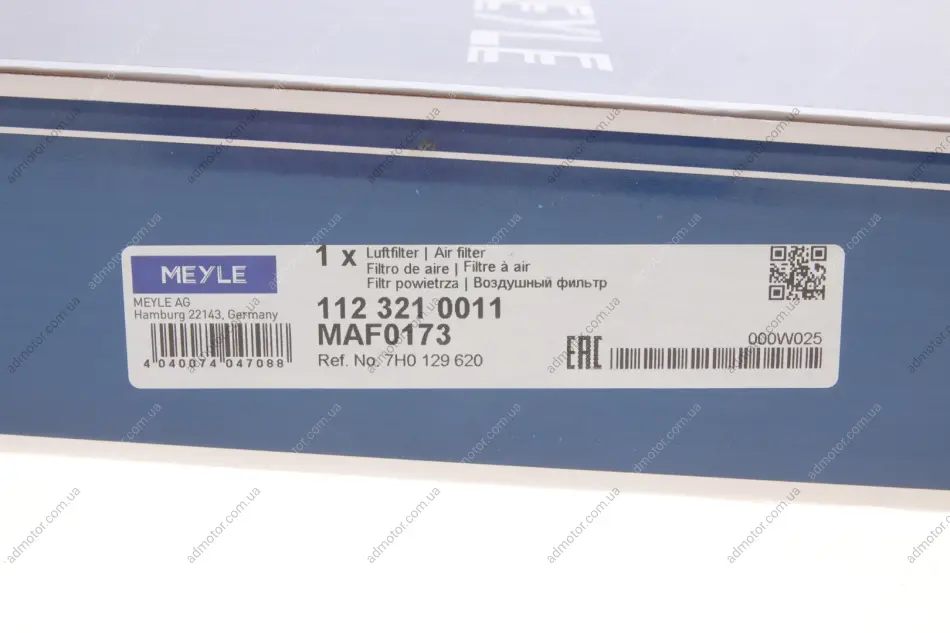 MEYLE
MEYLE
MEYLE AG
Hamburg 22143, Germany
4 040074 047088
1 x Luftfilter | Air filter
Filtro de aire | Filtre à air
Filtr powietrza | Воздушный фильтр
112 321 0011
MAF0173
Ref. No. 7H0 129 620
EAC
000W025
admotor.com.ua